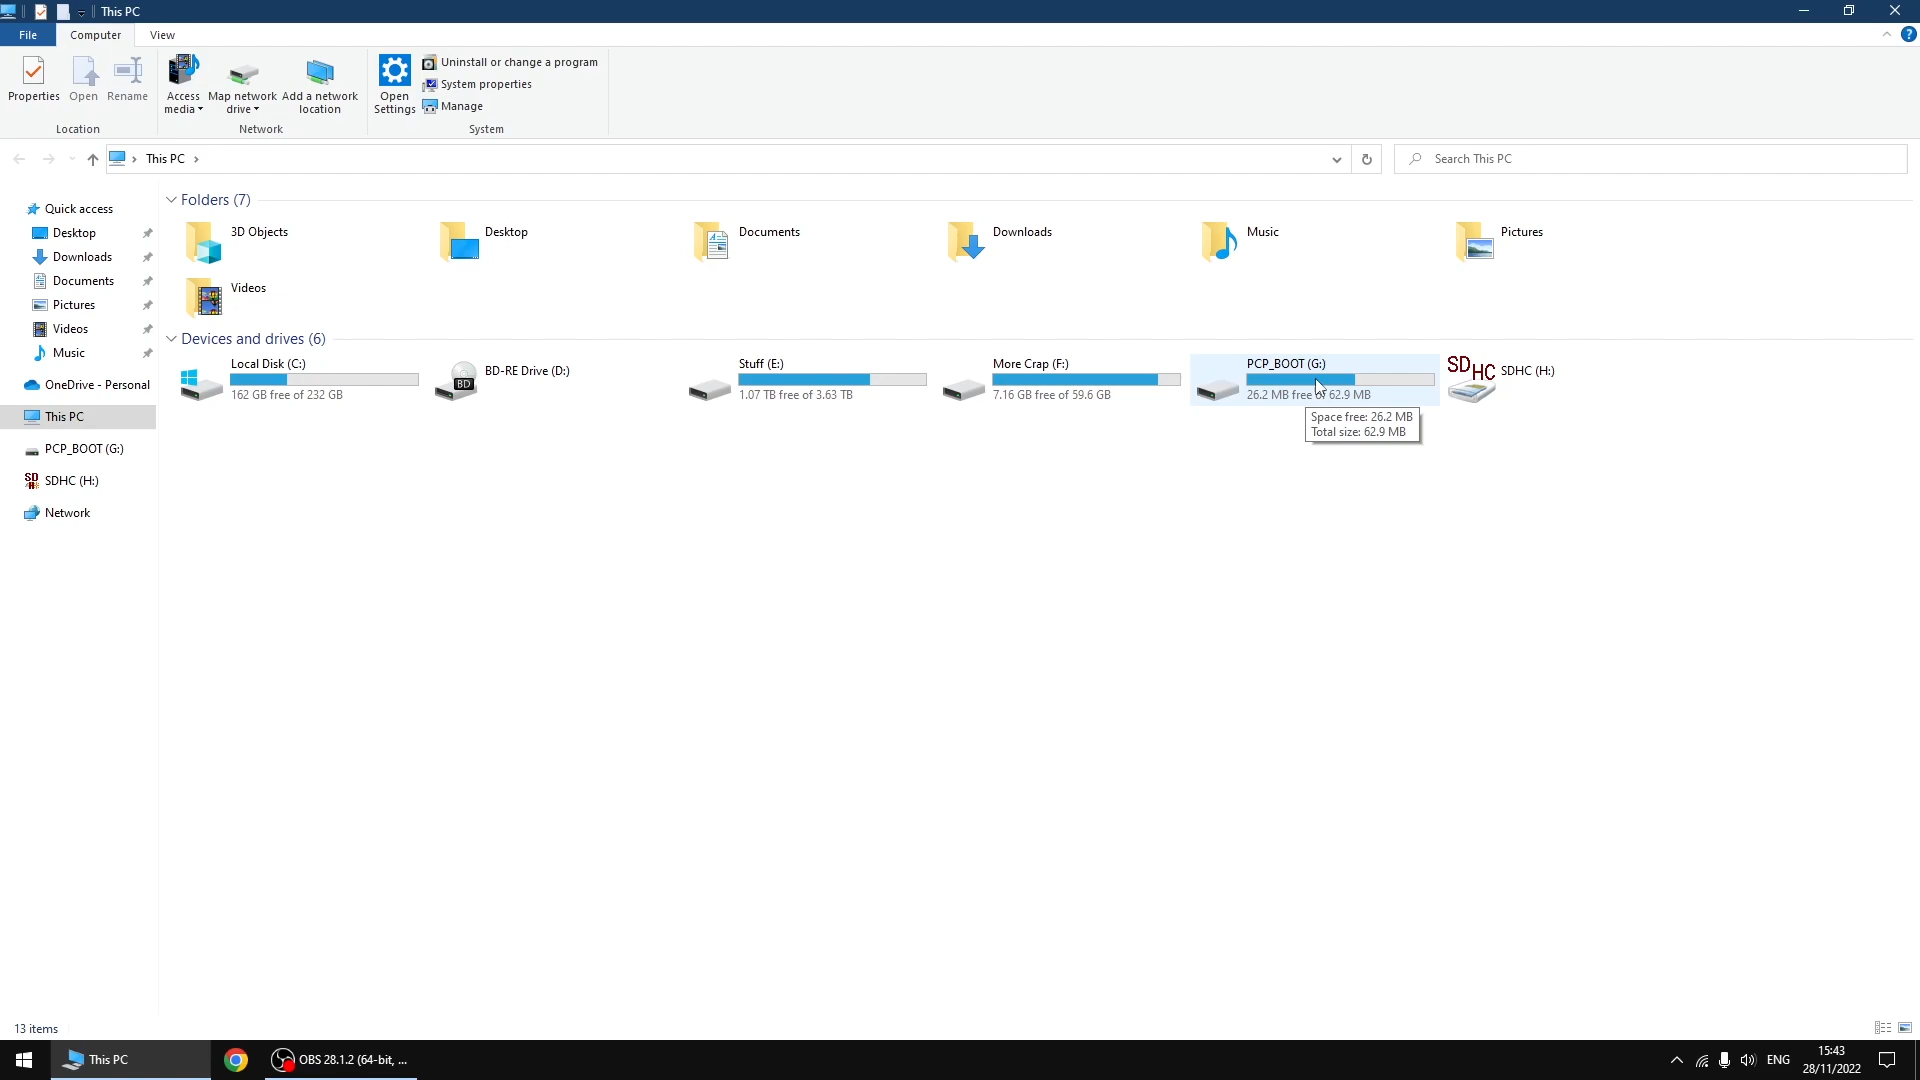 This PC
File Computer View
Properties Open Rename
Access media
Map network drive
Add a network location
Open Settings
Uninstall or change a program
System properties
Manage
Location Network System
This PC
Search This PC
Quick access
Desktop
Downloads
Documents
Pictures
Videos
Music
OneDrive - Personal
This PC
PCP_BOOT (G:)
SDHC (H:)
Network
Folders (7)
3D Objects
Desktop
Documents
Downloads
Music
Pictures
Videos
Devices and drives (6)
Local Disk (C:)
162 GB free of 232 GB
BD
BD-RE Drive (D:)
Stuff (E:)
1.07 TB free of 3.63 TB
More Crap (F:)
7.16 GB free of 59.6 GB
PCP_BOOT (G:)
26.2 MB free of 62.9 MB
SDHC
SDHC (H:)
Space free: 26.2 MB
Total size: 62.9 MB
13 items
This PC
OBS 28.1.2 (64-bit, ...
ENG
15:43
28/11/2022